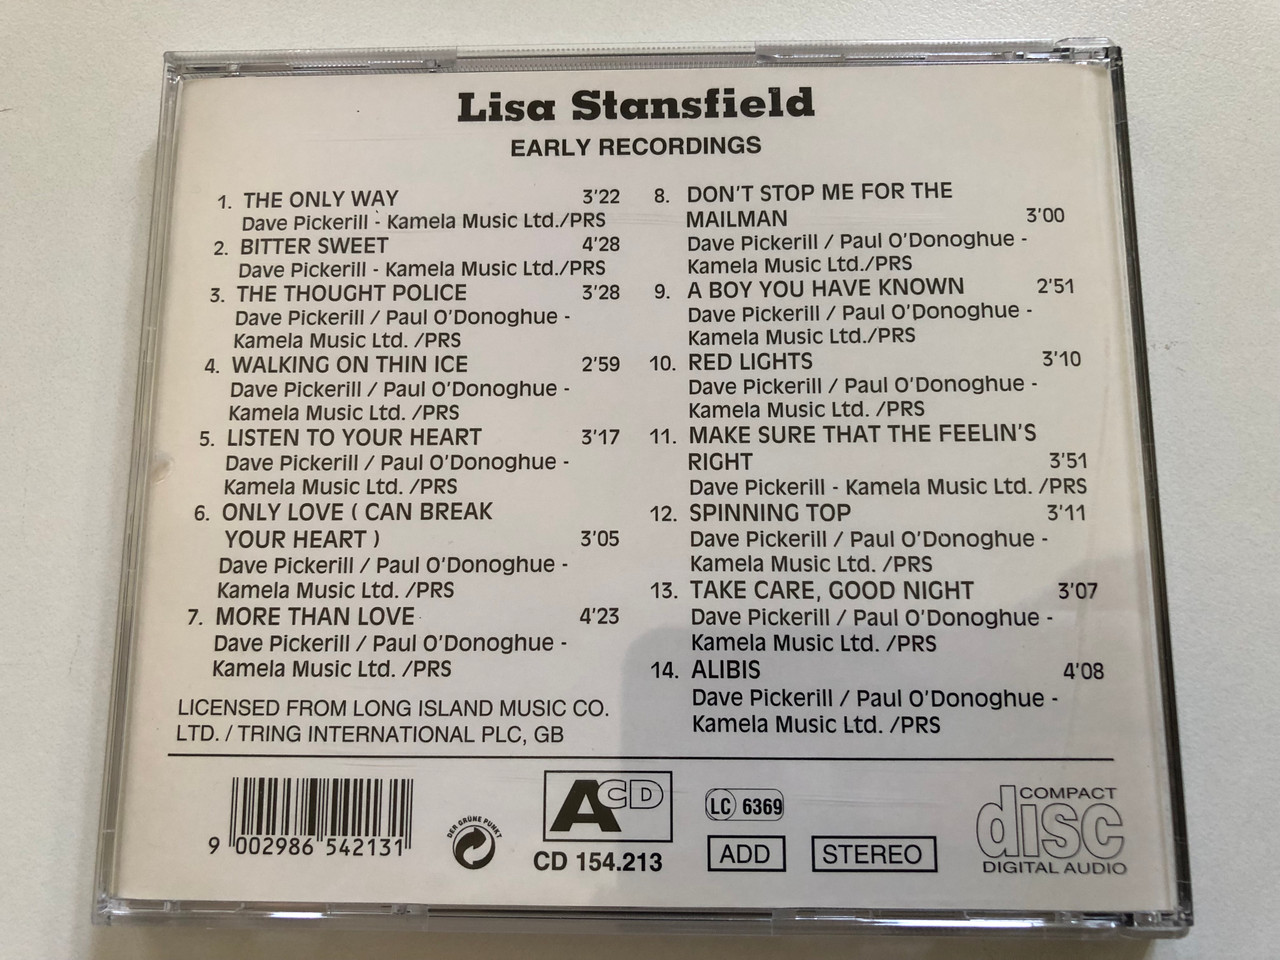 Lisa Stansfield
EARLY RECORDINGS
1. THE ONLY WAY 3'22
Dave Pickerill - Kamela Music Ltd./PRS
2. BITTER SWEET 4'28
Dave Pickerill - Kamela Music Ltd./PRS
3. THE THOUGHT POLICE 3'28
Dave Pickerill / Paul O'Donoghue -
Kamela Music Ltd. /PRS
4. WALKING ON THIN ICE 2'59
Dave Pickerill / Paul O'Donoghue -
Kamela Music Ltd. /PRS
5. LISTEN TO YOUR HEART 3'17
Dave Pickerill / Paul O'Donoghue -
Kamela Music Ltd. /PRS
6. ONLY LOVE ( CAN BREAK
YOUR HEART ) 3'05
Dave Pickerill / Paul O'Donoghue -
Kamela Music Ltd. /PRS
7. MORE THAN LOVE 4'23
Dave Pickerill / Paul O'Donoghue -
Kamela Music Ltd. /PRS
8. DON'T STOP ME FOR THE
MAILMAN 3'00
Dave Pickerill / Paul O'Donoghue -
Kamela Music Ltd./PRS
9. A BOY YOU HAVE KNOWN 2'51
Dave Pickerill / Paul O'Donoghue -
Kamela Music Ltd./PRS
10. RED LIGHTS 3'10
Dave Pickerill / Paul O'Donoghue -
Kamela Music Ltd. /PRS
11. MAKE SURE THAT THE FEELIN'S
RIGHT 3'51
Dave Pickerill - Kamela Music Ltd. /PRS
12. SPINNING TOP 3'11
Dave Pickerill / Paul O'Donoghue -
Kamela Music Ltd. /PRS
13. TAKE CARE, GOOD NIGHT 3'07
Dave Pickerill / Paul O'Donoghue -
Kamela Music Ltd. /PRS
14. ALIBIS 4'08
Dave Pickerill / Paul O'Donoghue -
Kamela Music Ltd. /PRS
LICENSED FROM LONG ISLAND MUSIC CO.
LTD. / TRING INTERNATIONAL PLC, GB
9 002986 542131
DER GRÜNE PUNKT
ACD
CD 154.213
LC 6369
ADD
STEREO
COMPACT
disc
DIGITAL AUDIO